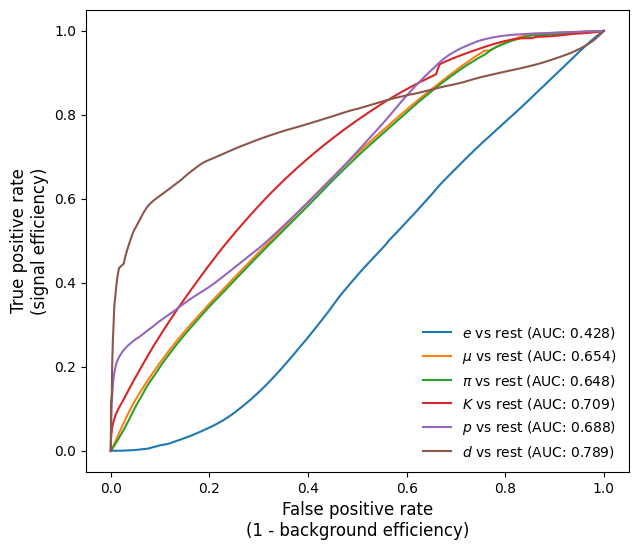 True positive rate
(signal efficiency)
1.0
0.8
0.6
0.4
0.2
0.0
e vs rest (AUC: 0.428)
μ vs rest (AUC: 0.654)
π vs rest (AUC: 0.648)
K vs rest (AUC: 0.709)
p vs rest (AUC: 0.688)
d vs rest (AUC: 0.789)
0.0 0.2 0.4 0.6 0.8 1.0
False positive rate
(1 - background efficiency)